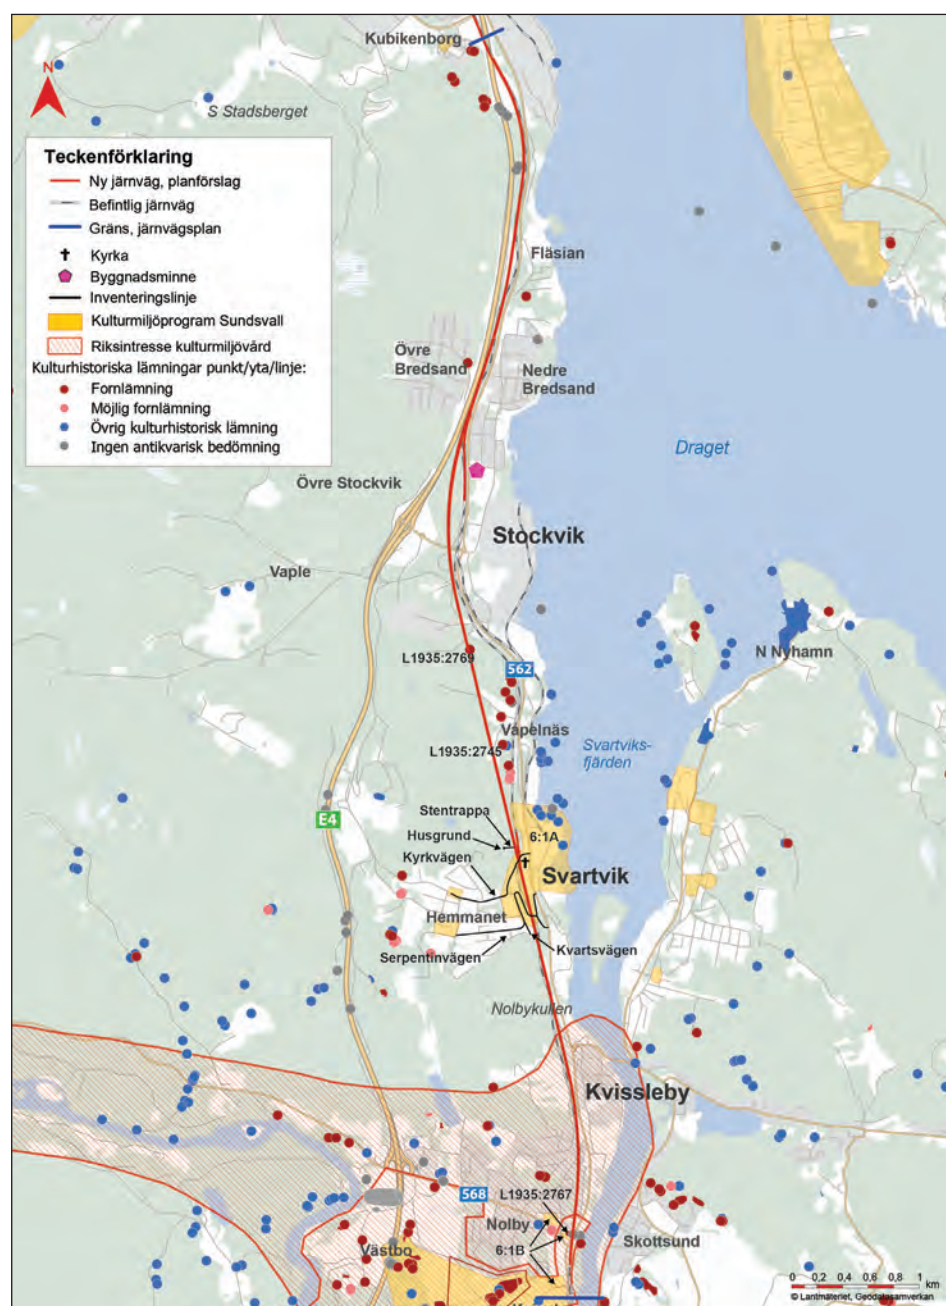 Kubikenborg
N
S Stadsberget
Teckenförklaring
Ny järnväg, planförslag
Befintlig järnväg
Gräns, järnvägsplan
Kyrka
Byggnadsminne
Inventeringslinje
Kulturmiljöprogram Sundsvall
Riksintresse kulturmiljövård
Kulturhistoriska lämningar punkt/yta/linje:
Fornlämning
Möjlig fornlämning
Övrig kulturhistorisk lämning
Ingen antikvarisk bedömning
Fläsian
Övre
Bredsand
Nedre
Bredsand
Draget
Övre Stockvik
Stockvik
Vaple
L1935:2769
562
N Nyhamn
Vapelnäs
L1935:2745
Svartviks-
fjärden
Stentrappa
E4
Husgrund
6:1A
Kyrkvägen
Svartvik
Hemmanet
Serpentinvägen
Kvartsvägen
Nolbykullen
Kvissleby
L1935:2767
568
Nolby
6:1B
Skottsund
Västbo
0 0,2 0,4 0,6 0,8 1
km
© Lantmäteriet, Geodatasamverkan